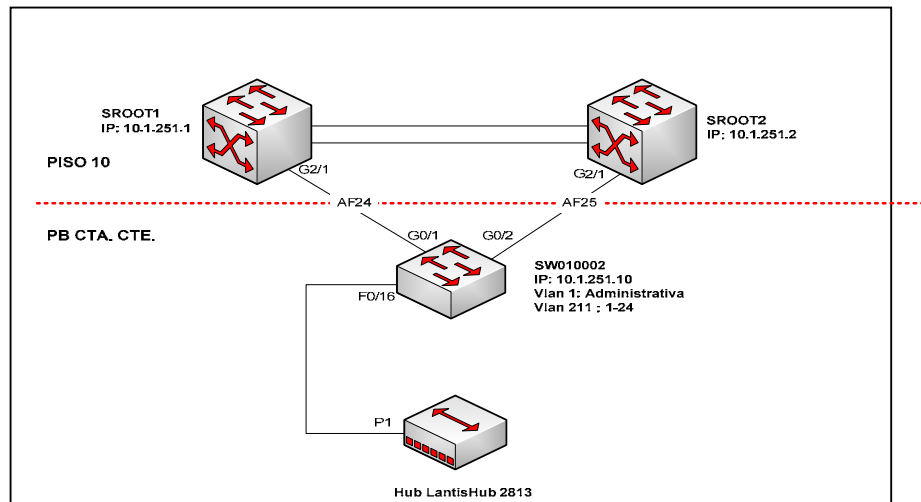 SROOT1
IP: 10.1.251.1
SROOT2
IP: 10.1.251.2
PISO 10
G2/1
G2/1
AF24
AF25
PB CTA. CTE.
G0/1
G0/2
SW010002
IP: 10.1.251.10
Vlan 1: Administrativa
Vlan 211 ; 1-24
F0/16
P1
Hub LantisHub 2813